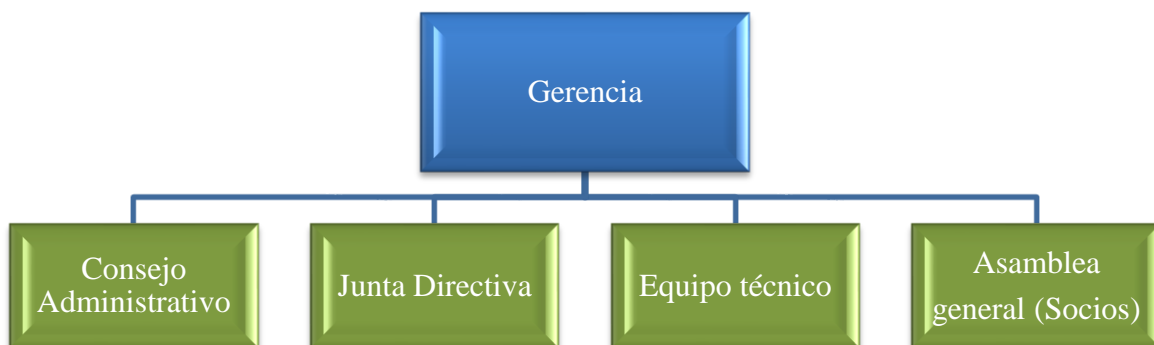 Gerencia
Consejo
Administrativo
Junta Directiva
Equipo técnico
Asamblea
general (Socios)